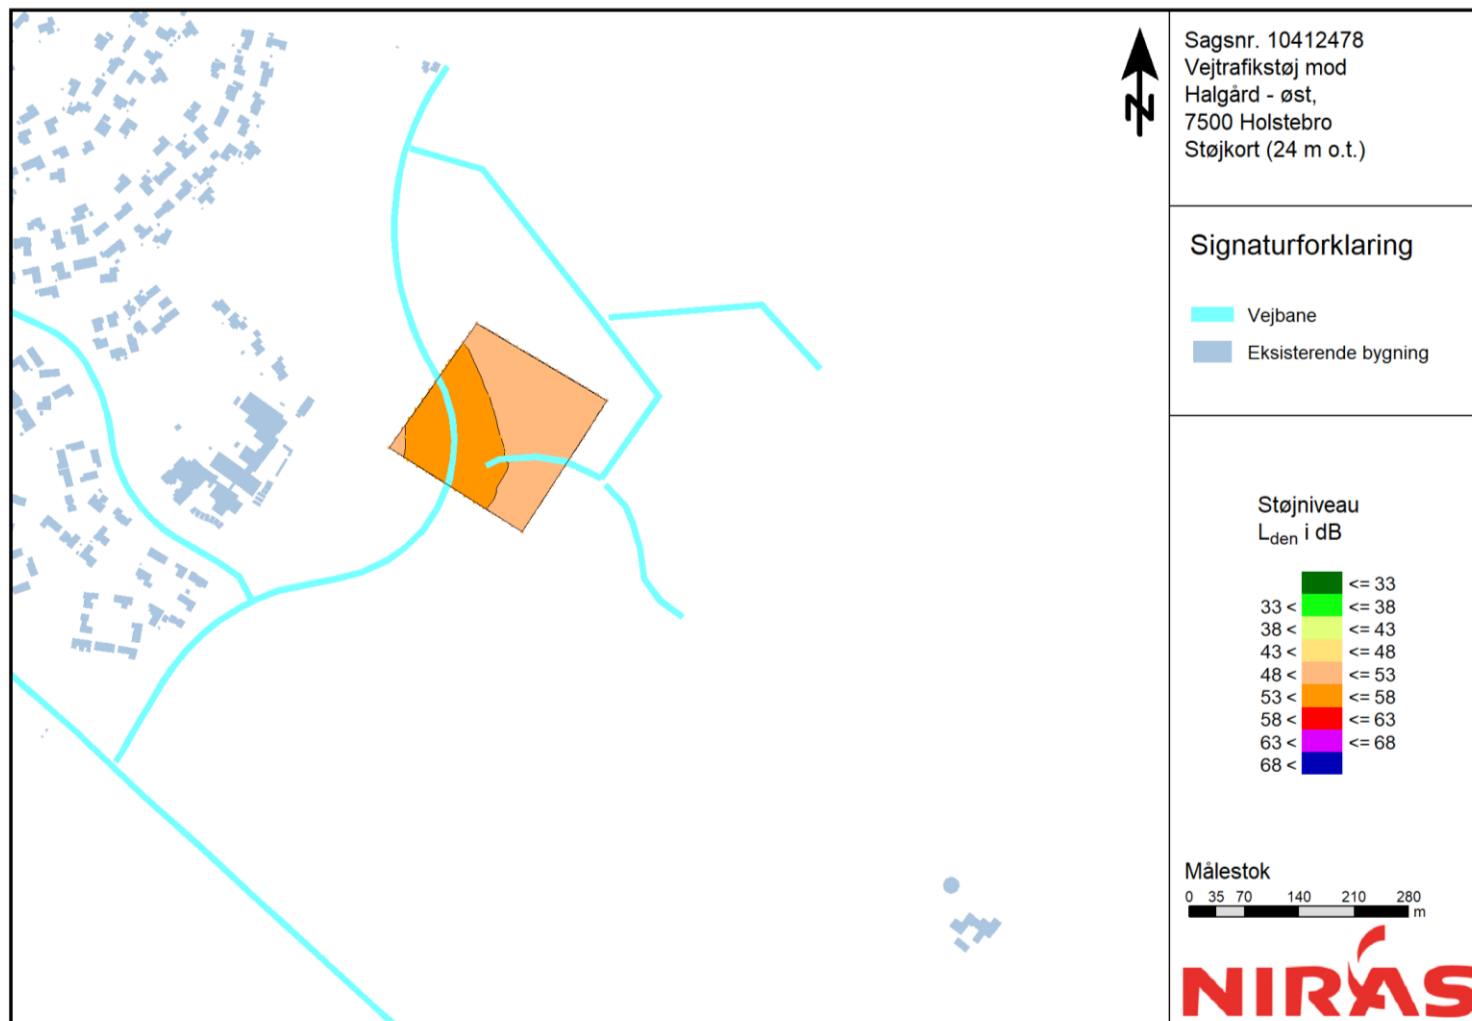 Sagsnr. 10412478
Vejtrafikstøj mod
Halgård - øst,
7500 Holstebro
Støjkort (24 m o.t.)
N
Signaturforklaring
Vejbane
Eksisterende bygning
Støjniveau
Lden i dB
<= 33
33 < <= 38
38 < <= 43
43 < <= 48
48 < <= 53
53 < <= 58
58 < <= 63
63 < <= 68
68 <
Målestok
0 35 70 140 210 280
m
NIRAS